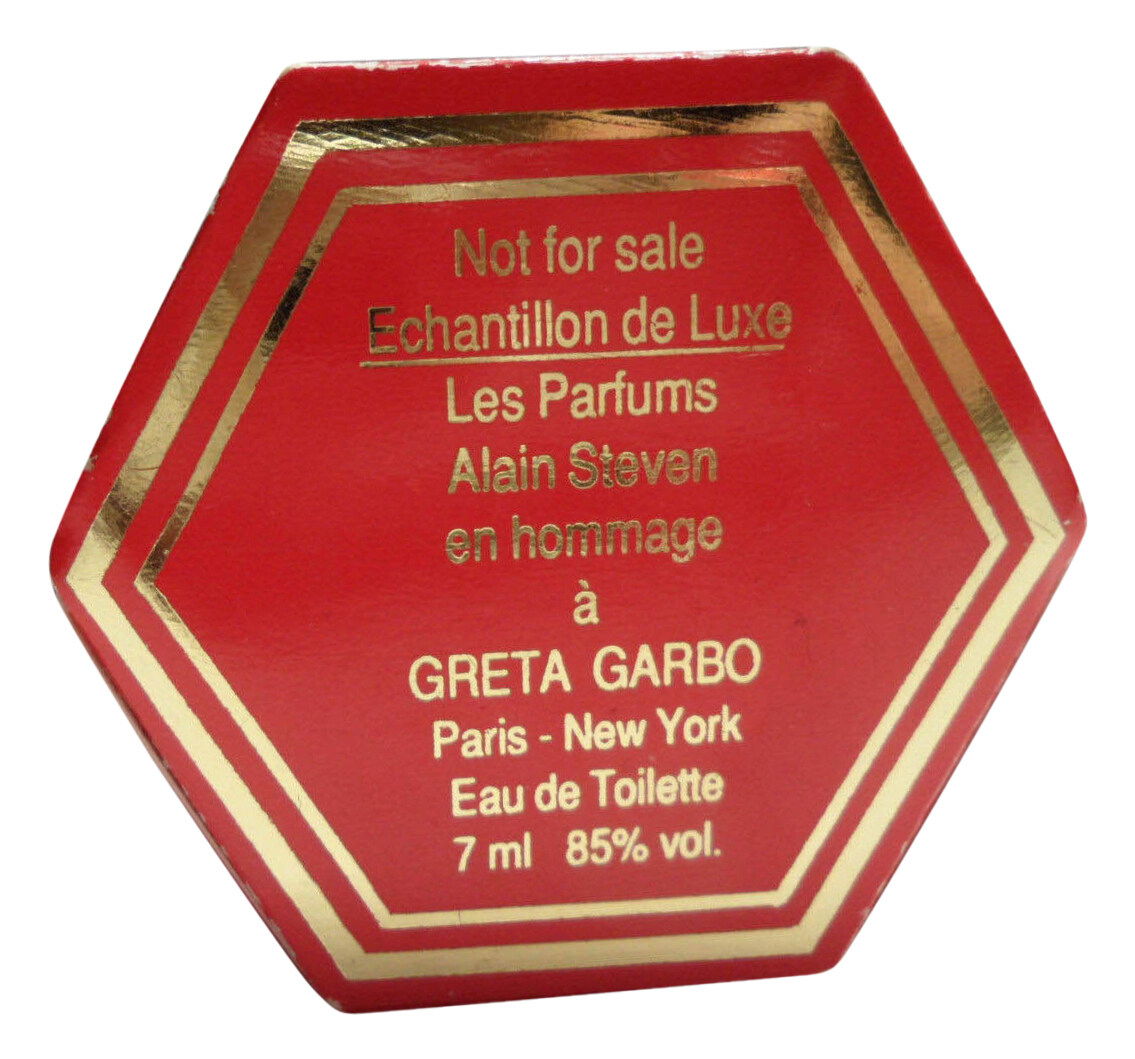 Not for sale
Echantillon de Luxe
Les Parfums
Alain Steven
en hommage
à
GRETA GARBO
Paris - New York
Eau de Toilette
7 ml 85% vol.